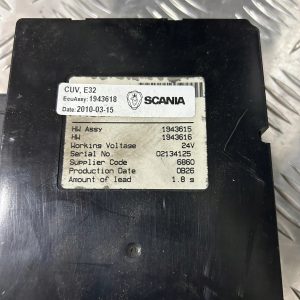 CUV, E32
EcuAssy: 1943618
Date: 2010-03-15
SCANIA
HW Assy 1943615
HW 1943616
Working Voltage 24V
Serial No. 02134125
Supplier Code 6860
Production Date 0826
Amount of lead 1.8 s